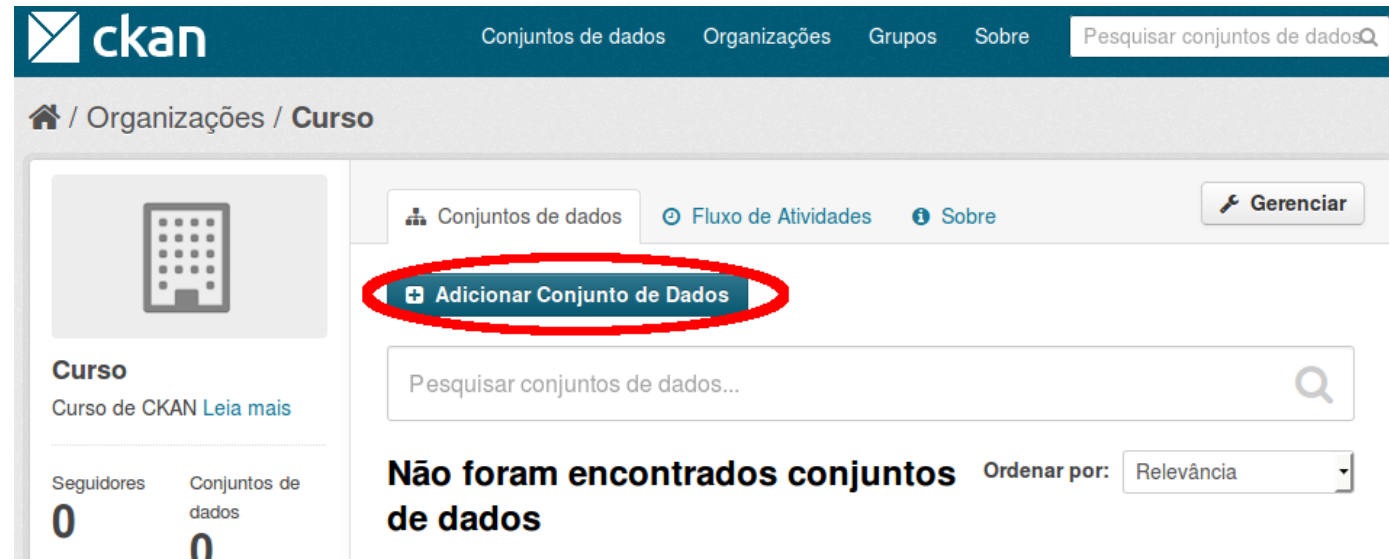 ckan
Conjuntos de dados Organizações Grupos Sobre Pesquisar conjuntos de dados
/ Organizações / Curso
Conjuntos de dados Fluxo de Atividades Sobre Gerenciar
Adicionar Conjunto de Dados
Curso
Curso de CKAN Leia mais
Seguidores
0
Conjuntos de
dados
0
Pesquisar conjuntos de dados...
Não foram encontrados conjuntos
de dados
Ordenar por: Relevância